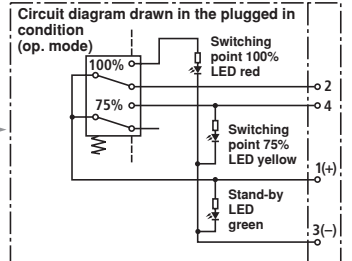 Circuit diagram drawn in the plugged in
condition
(op. mode)
Switching
point 100%
LED red
100%
2
75%
4
Switching
point 75%
LED yellow
1(+)
Stand-by
LED
green
3(−)